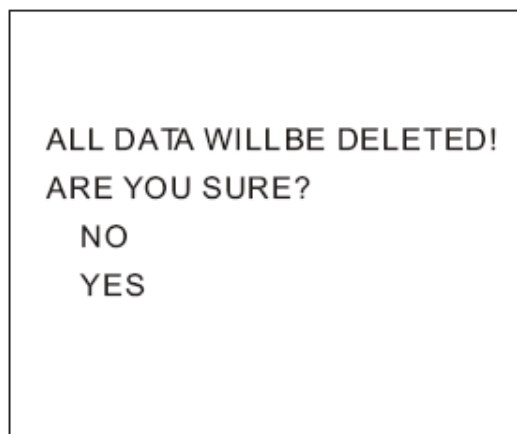 ALL DATA WILLBE DELETED!
ARE YOU SURE?
NO
YES